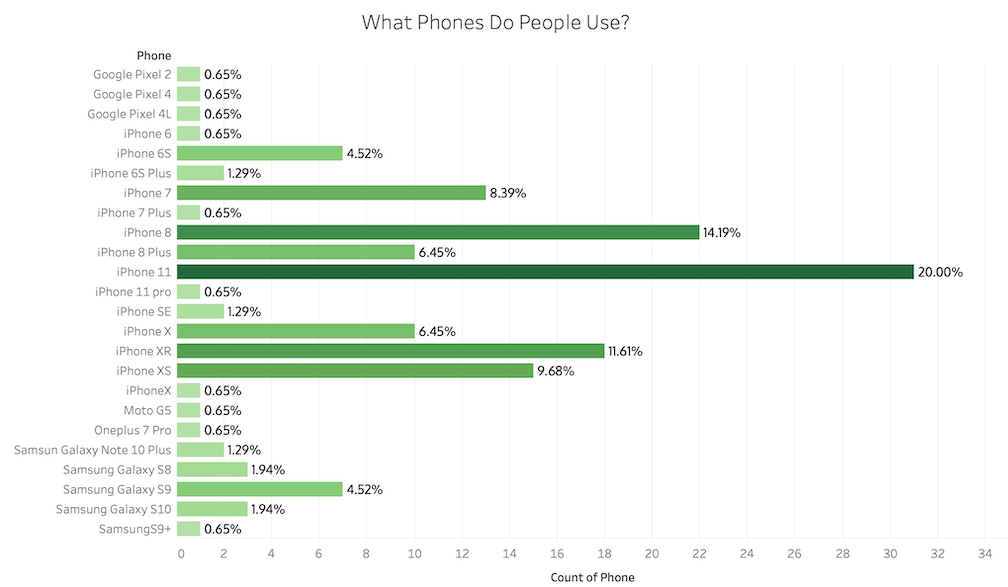 What Phones Do People Use?
Phone
Google Pixel 2 0.65%
Google Pixel 4 0.65%
Google Pixel 4L 0.65%
iPhone 6 0.65%
iPhone 6S 4.52%
iPhone 6S Plus 1.29%
iPhone 7 8.39%
iPhone 7 Plus 0.65%
iPhone 8 14.19%
iPhone 8 Plus 6.45%
iPhone 11 20.00%
iPhone 11 pro 0.65%
iPhone SE 1.29%
iPhone X 6.45%
iPhone XR 11.61%
iPhone XS 9.68%
iPhoneX 0.65%
Moto G5 0.65%
Oneplus 7 Pro 0.65%
Samsun Galaxy Note 10 Plus 1.29%
Samsung Galaxy S8 1.94%
Samsung Galaxy S9 4.52%
Samsung Galaxy S10 1.94%
SamsungS9+ 0.65%
0 2 4 6 8 10 12 14 16 18 20 22 24 26 28 30 32 34
Count of Phone